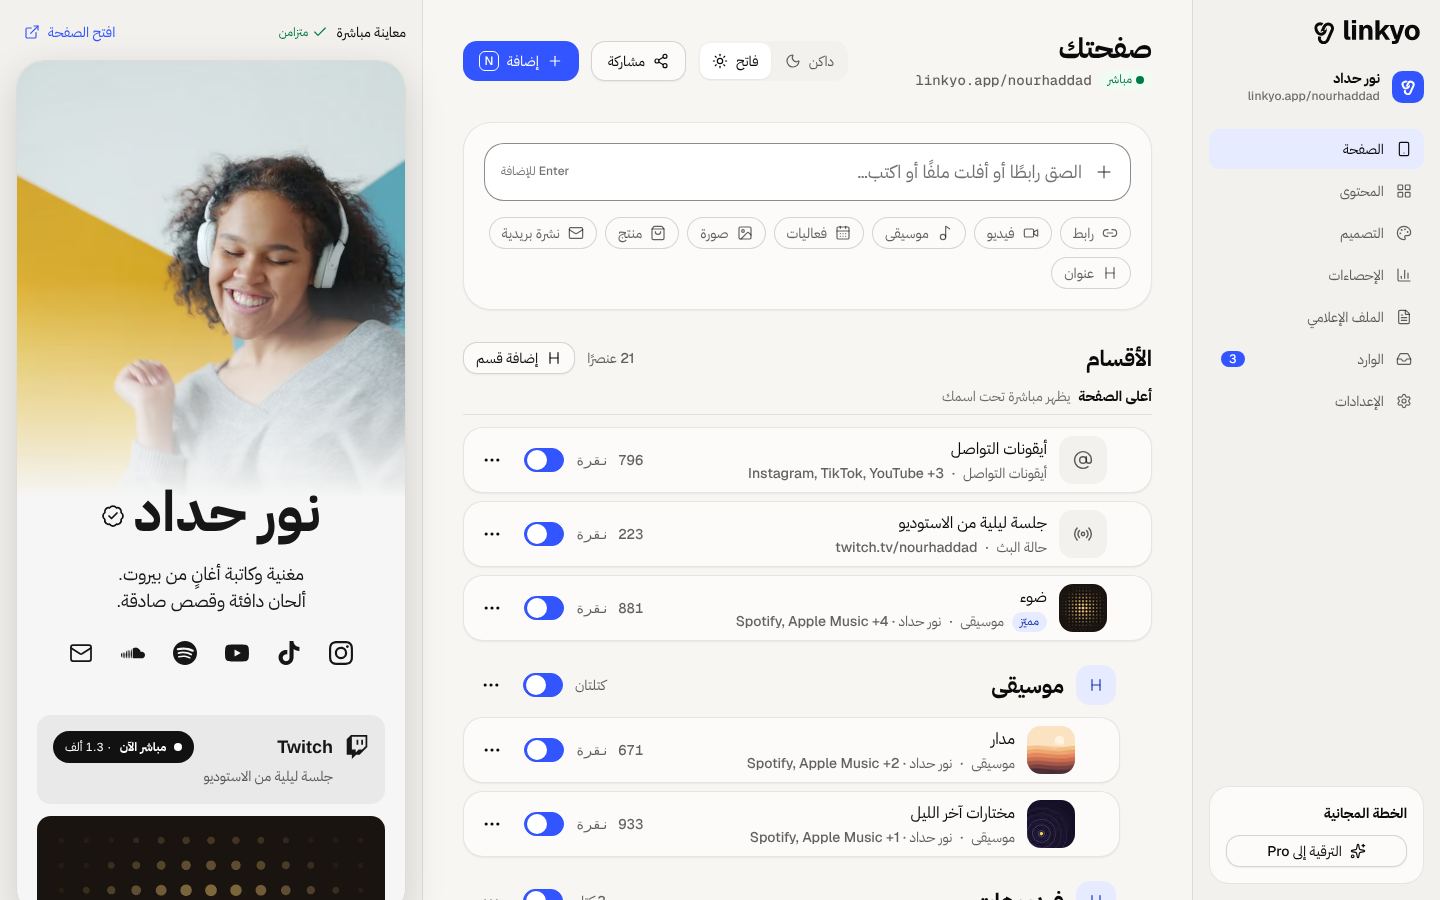 linkyo
نور حداد
linkyo.app/nourhaddad
الصفحة
المحتوى
التصميم
الإحصاءات
الملف الإعلامي
الوارد 3
الإعدادات
الخطة المجانية
الترقية إلى Pro
صفحتك
مباشر linkyo.app/nourhaddad
داكن فاتح مشاركة إضافة N
الصق رابطًا أو أفلت ملفًا أو اكتب... Enter للإضافة
رابط فيديو موسيقى فعاليات صورة منتج نشرة بريدية
عنوان
الأقسام 21 عنصرًا إضافة قسم
أعلى الصفحة يظهر مباشرة تحت اسمك
أيقونات التواصل
أيقونات التواصل · Instagram, TikTok, YouTube +3
796 نقرة
جلسة ليلية من الاستوديو
حالة البث · twitch.tv/nourhaddad
223 نقرة
ضوء
مميّز موسيقى · نور حداد · Spotify, Apple Music +4
881 نقرة
موسيقى كتلتان
مدار
موسيقى · نور حداد · Spotify, Apple Music +2
671 نقرة
مختارات آخر الليل
موسيقى · نور حداد · Spotify, Apple Music +1
933 نقرة
معاينة مباشرة متزامن افتح الصفحة
نور حداد
مغنية وكاتبة أغانٍ من بيروت.
ألحان دافئة وقصص صادقة.
Twitch مباشر الآن · 1.3 ألف
جلسة ليلية من الاستوديو